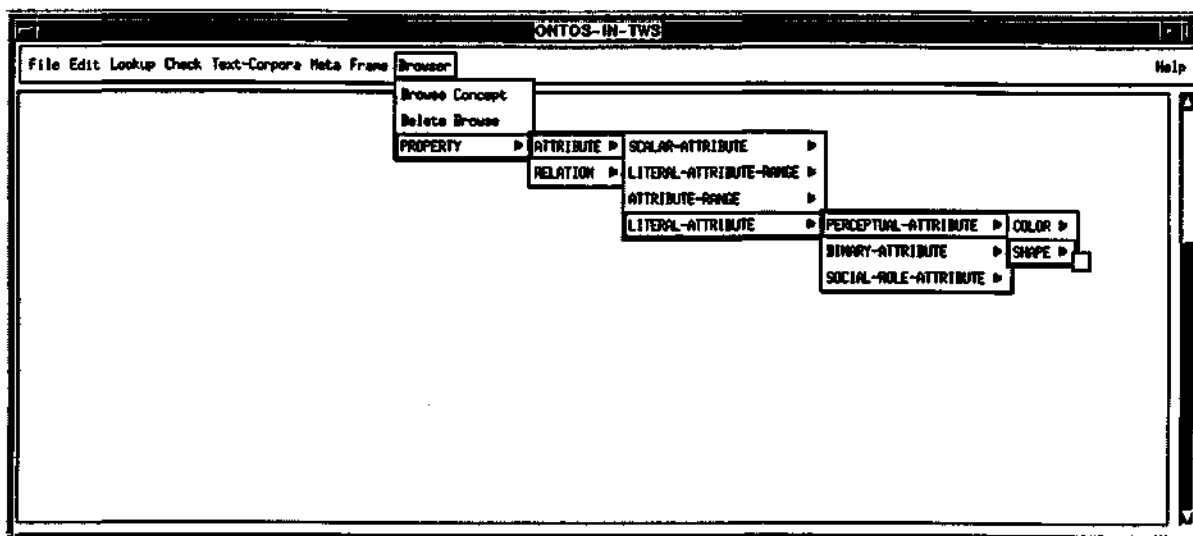 ONTOS-IN-TWS
File Edit Lookup Check Text-Corpora Meta Frame Browser Help
Browse Concept
Delete Browse
PROPERTY ATTRIBUTE SCALAR-ATTRIBUTE
RELATION LITERAL-ATTRIBUTE-RANGE
ATTRIBUTE-RANGE
LITERAL-ATTRIBUTE PERCEPTUAL-ATTRIBUTE COLOR
BINARY-ATTRIBUTE SHAPE
SOCIAL-ROLE-ATTRIBUTE